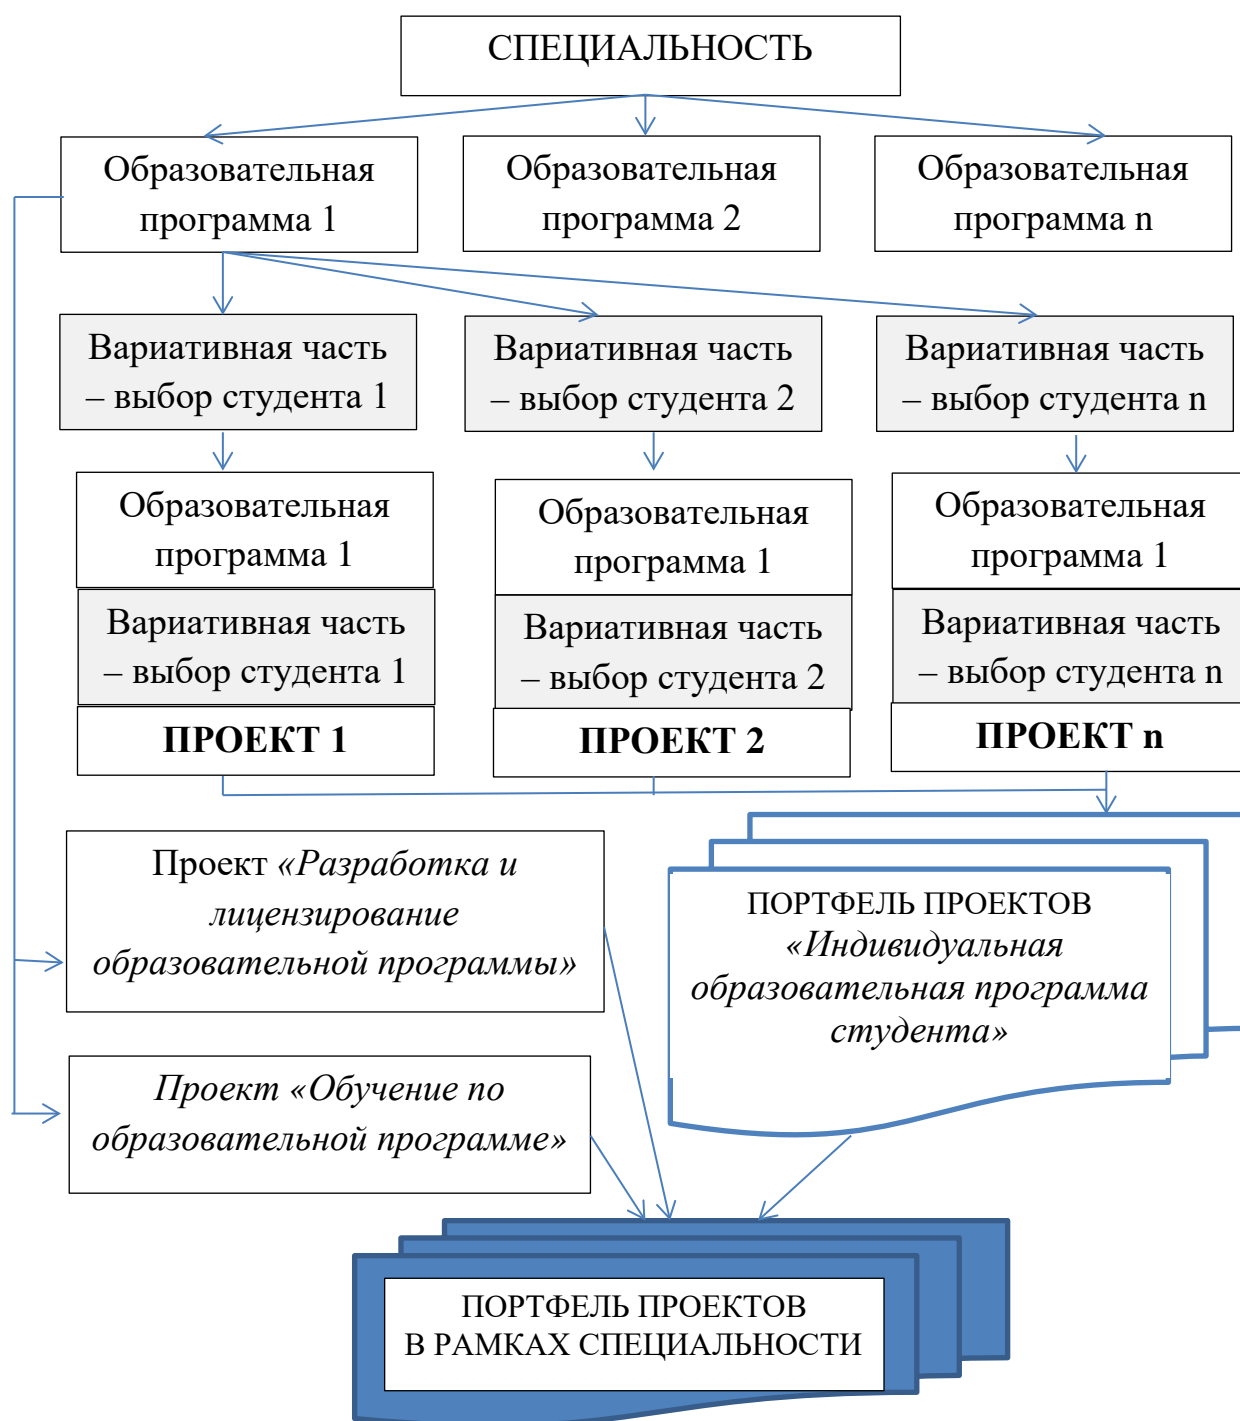 СПЕЦИАЛЬНОСТЬ
Образовательная
программа 1
Образовательная
программа 2
Образовательная
программа n
Вариативная часть
– выбор студента 1
Вариативная часть
– выбор студента 2
Вариативная часть
– выбор студента n
Образовательная
программа 1
Вариативная часть
– выбор студента 1
ПРОЕКТ 1
Образовательная
программа 1
Вариативная часть
– выбор студента 2
ПРОЕКТ 2
Образовательная
программа 1
Вариативная часть
– выбор студента n
ПРОЕКТ n
Проект «Разработка и
лицензирование
образовательной программы»
ПОРТФЕЛЬ ПРОЕКТОВ
«Индивидуальная
образовательная программа
студента»
Проект «Обучение по
образовательной программе»
ПОРТФЕЛЬ ПРОЕКТОВ
В РАМКАХ СПЕЦИАЛЬНОСТИ